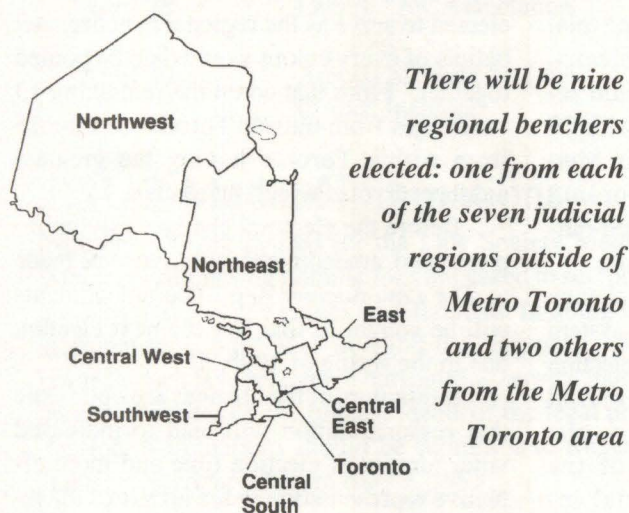 Northwest
Northeast
East
Central West
Southwest
Central
East
Toronto
Central
South
There will be nine
regional benchers
elected: one from each
of the seven judicial
regions outside of
Metro Toronto
and two others
from the Metro
Toronto area